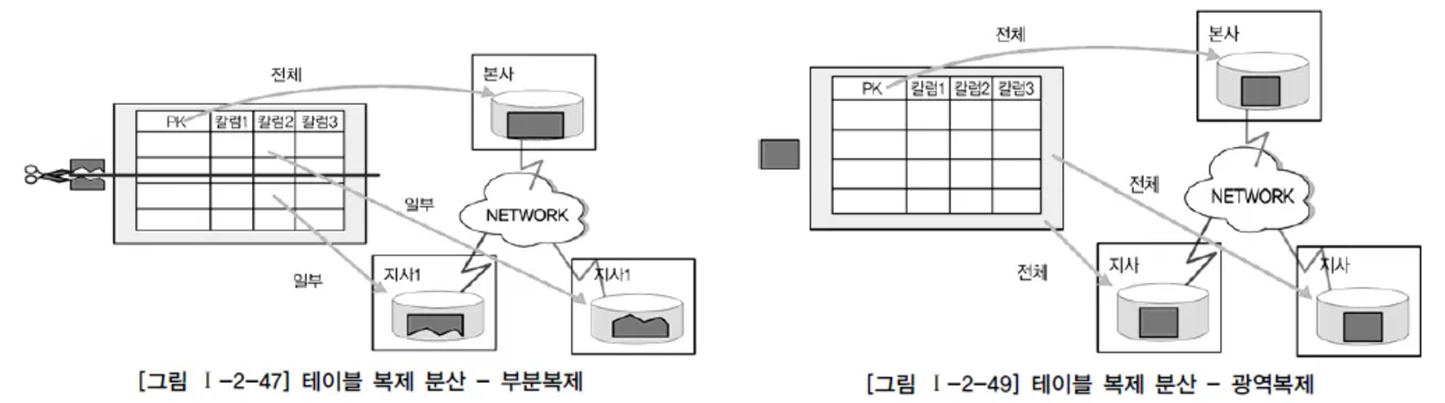 전체
본사
PK 칼럼1 칼럼2 칼럼3
일부
NETWORK
일부
지사1
지사1
[그림 Ⅰ-2-47] 테이블 복제 분산 - 부분복제
전체
본사
PK 칼럼1 칼럼2 칼럼3
전체
NETWORK
전체
지사
지사
[그림 Ⅰ-2-49] 테이블 복제 분산 - 광역복제